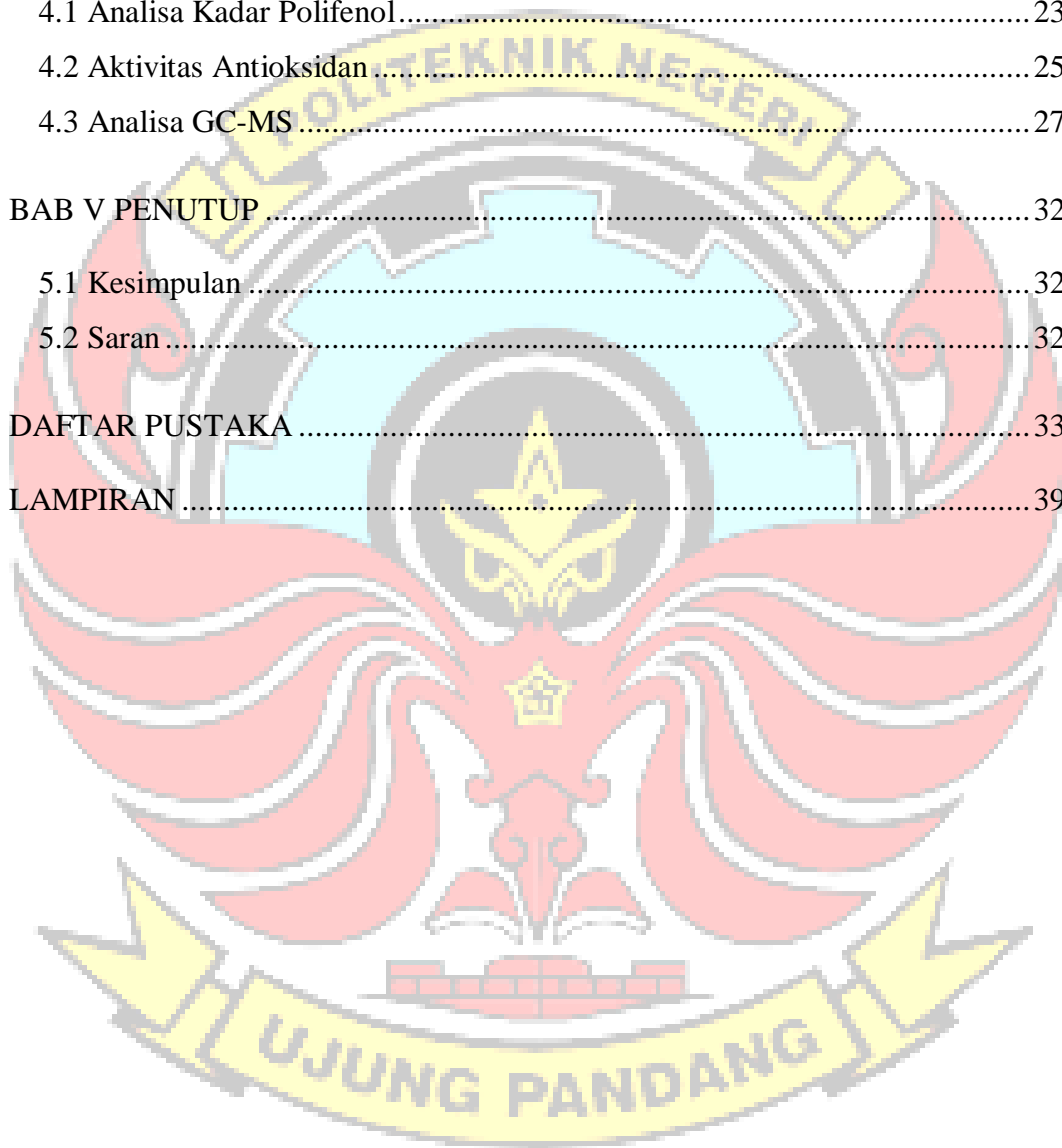 4.1 Analisa Kadar Polifenol........................................................................................ 23
4.2 Aktivitas Antioksidan ........................................................................................... 25
4.3 Analisa GC-MS ..................................................................................................... 27
BAB V PENUTUP ....................................................................................................... 32
5.1 Kesimpulan ........................................................................................................... 32
5.2 Saran ...................................................................................................................... 32
DAFTAR PUSTAKA ................................................................................................... 33
LAMPIRAN ................................................................................................................. 39
POLITEKNIK NEGERI
UJUNG PANDANG